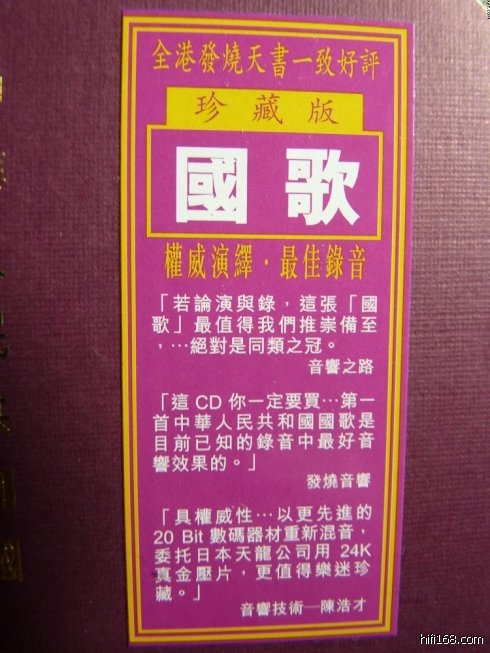 全港發燒天書一致好評
珍藏版
國歌
權威演繹・最佳錄音
「若論演與錄，這張「國
歌」最值得我們推崇備至
，…絕對是同類之冠。
音響之路
「這 CD 你一定要買…第一
首中華人民共和國國歌是
目前已知的錄音中最好音
響效果的。」
發燒音響
「具權威性…以更先進的
20 Bit 數碼器材重新混音，
委托日本天龍公司用 24K
真金壓片，更值得樂迷珍
藏。」
音響技術—陳浩才
hifi168.com